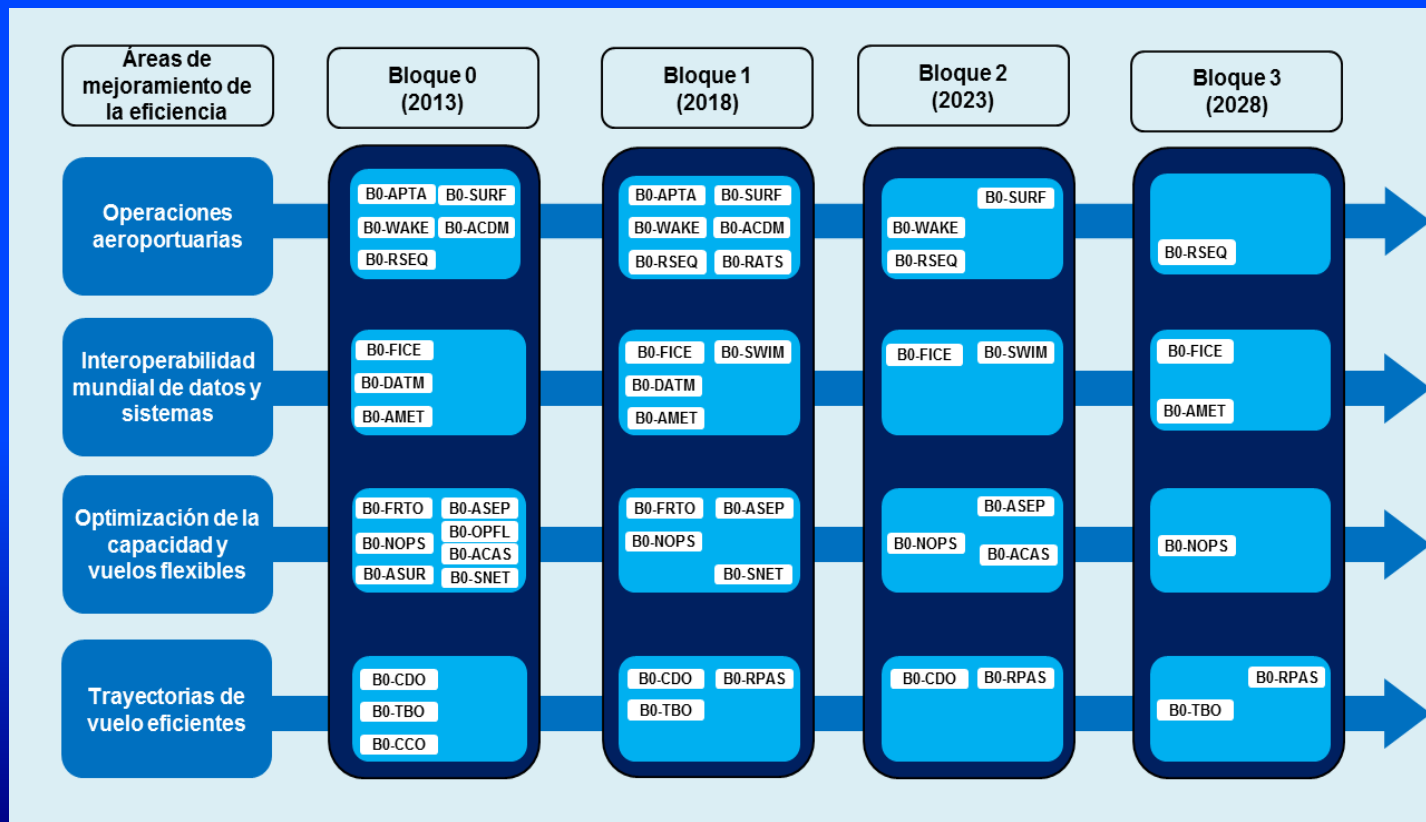 Áreas de
mejoramiento de
la eficiencia
Bloque 0
(2013)
Bloque 1
(2018)
Bloque 2
(2023)
Bloque 3
(2028)
Operaciones
aeroportuarias
B0-APTA B0-SURF
B0-WAKE B0-ACDM
B0-RSEQ
B0-APTA B0-SURF
B0-WAKE B0-ACDM
B0-RSEQ B0-RATS
B0-SURF
B0-WAKE
B0-RSEQ
B0-RSEQ
Interoperabilidad
mundial de datos y
sistemas
B0-FICE
B0-DATM
B0-AMET
B0-FICE B0-SWIM
B0-DATM
B0-AMET
B0-FICE B0-SWIM
B0-FICE
B0-AMET
Optimización de la
capacidad y
vuelos flexibles
B0-FRTO B0-ASEP
B0-OPFL
B0-NOPS
B0-ACAS
B0-ASUR B0-SNET
B0-FRTO B0-ASEP
B0-NOPS
B0-SNET
B0-ASEP
B0-NOPS
B0-ACAS
B0-NOPS
Trayectorias de
vuelo eficientes
B0-CDO
B0-TBO
B0-CCO
B0-CDO B0-RPAS
B0-TBO
B0-CDO B0-RPAS
B0-RPAS
B0-TBO